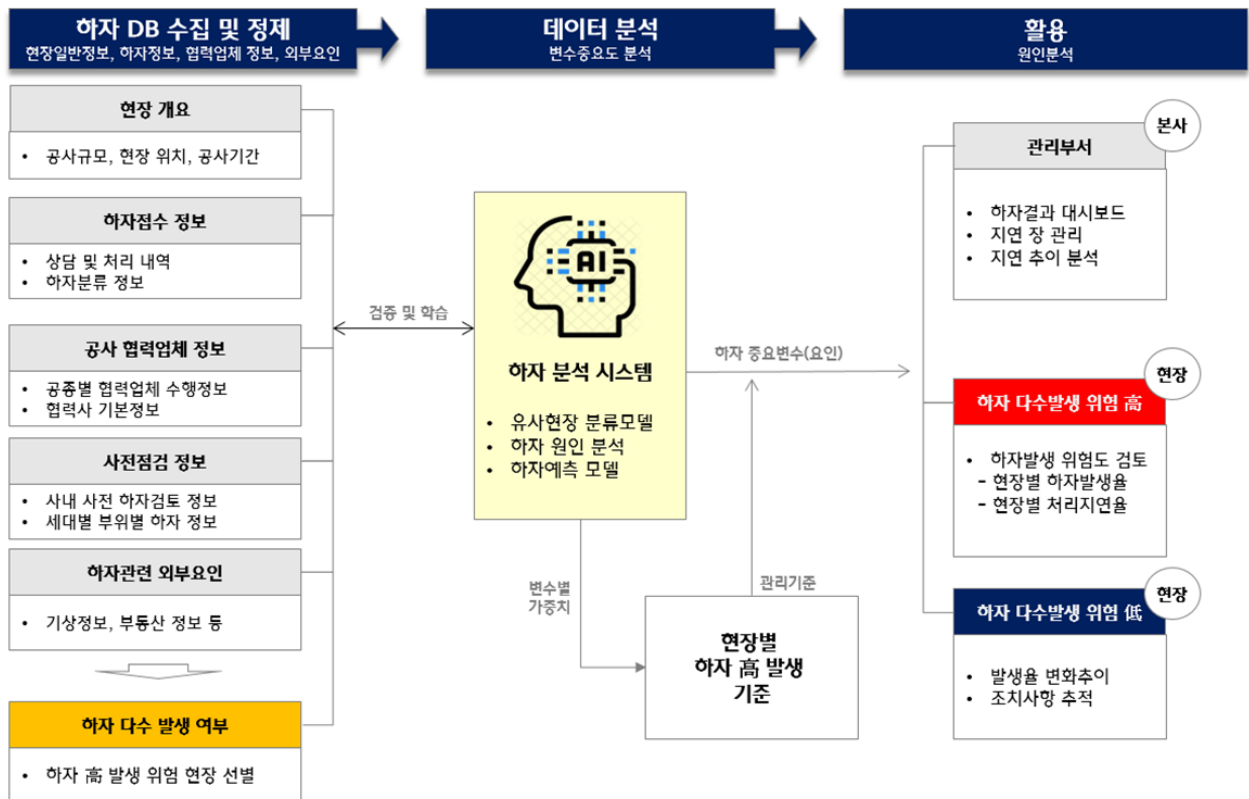 하자 DB 수집 및 정제
현장일반정보, 하자정보, 협력업체 정보, 외부요인
데이터 분석
변수중요도 분석
활용
원인분석
현장 개요
• 공사규모, 현장 위치, 공사기간
하자접수 정보
• 상담 및 처리 내역
• 하자분류 정보
공사 협력업체 정보
• 공종별 협력업체 수행정보
• 협력사 기본정보
사전점검 정보
• 사내 사전 하자검토 정보
• 세대별 부위별 하자 정보
하자관련 외부요인
• 기상정보, 부동산 정보 등
하자 다수 발생 여부
• 하자 高 발생 위험 현장 선별
검증 및 학습
AI
하자 분석 시스템
• 유사현장 분류모델
• 하자 원인 분석
• 하자예측 모델
변수별
가중치
하자 중요변수(요인)
관리기준
현장별
하자 高 발생
기준
본사
관리부서
• 하자결과 대시보드
• 지연 장 관리
• 지연 추이 분석
현장
하자 다수발생 위험 高
• 하자발생 위험도 검토
- 현장별 하자발생율
- 현장별 처리지연율
현장
하자 다수발생 위험 低
• 발생율 변화추이
• 조치사항 추적